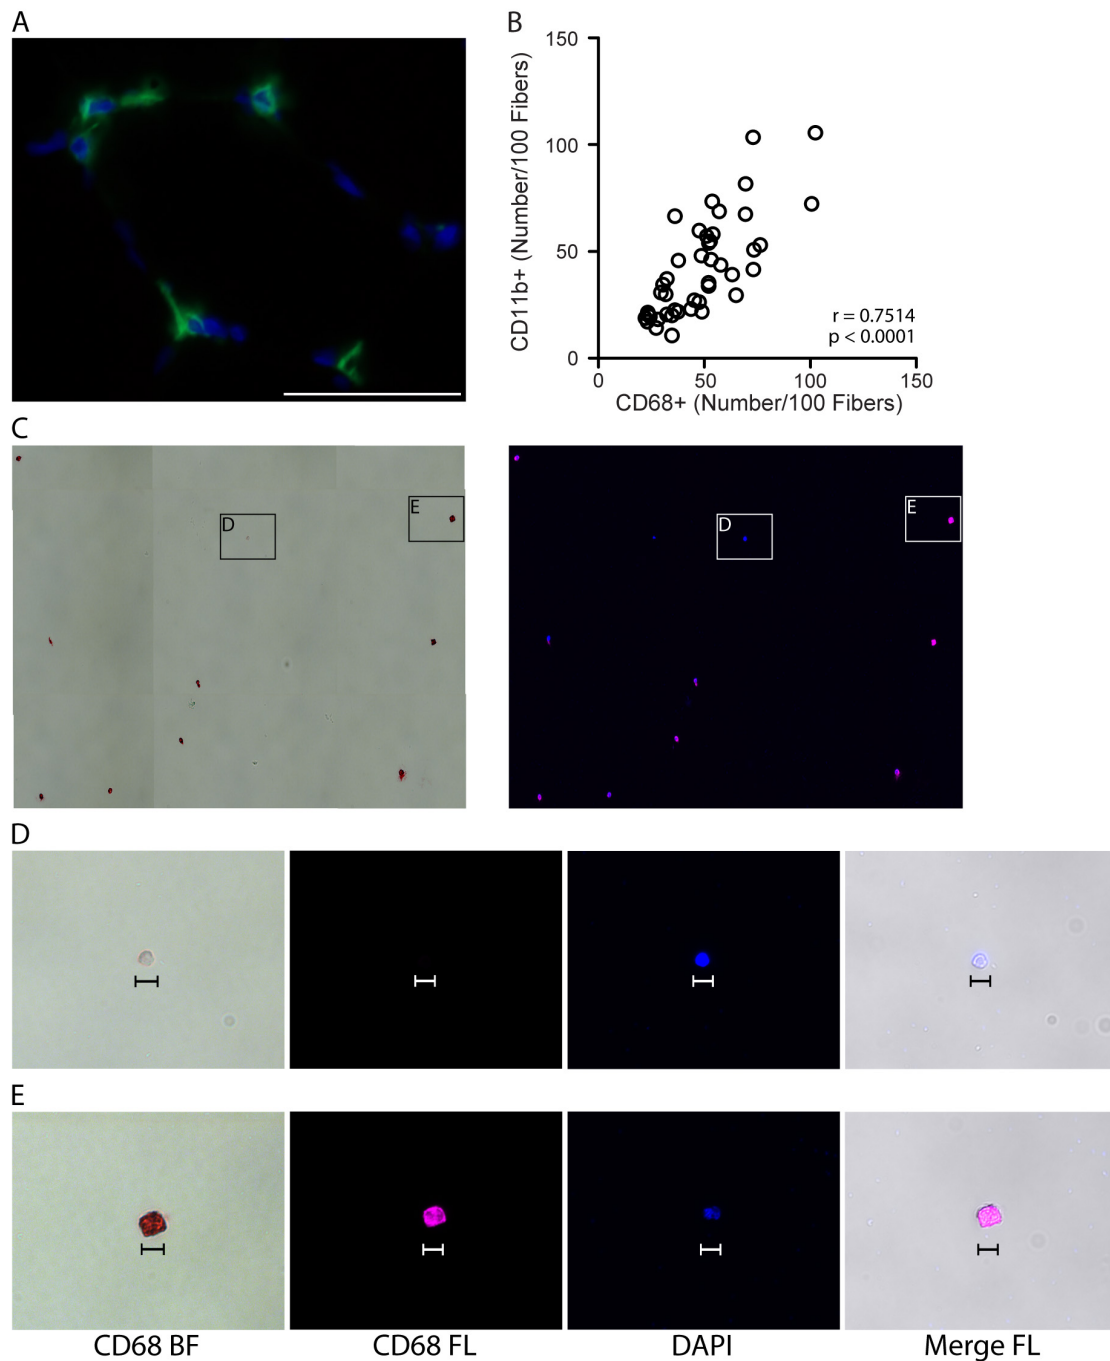 A
B
150
100
50
0
CD11b+ (Number/100 Fibers)
r = 0.7514
p < 0.0001
0
50
100
150
CD68+ (Number/100 Fibers)
C
D
E
D
E
D
E
CD68 BF
CD68 FL
DAPI
Merge FL